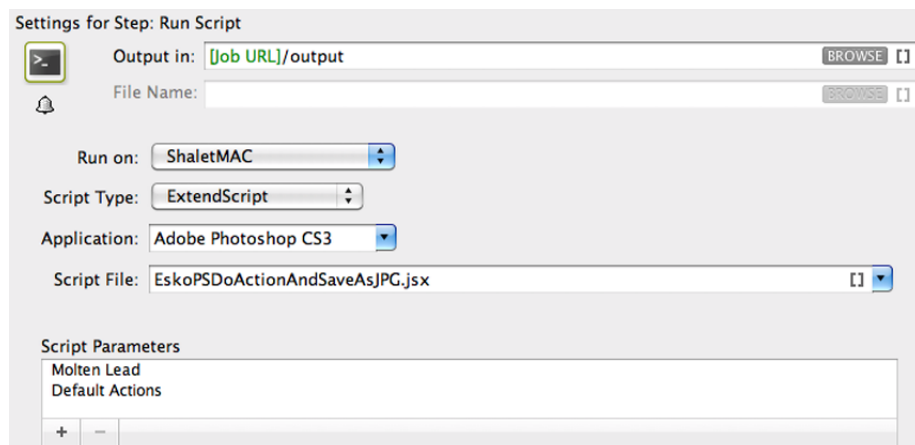 Settings for Step: Run Script
Output in: [Job URL]/output BROWSE []
File Name: BROWSE []
Run on: ShaletMAC
Script Type: ExtendScript
Application: Adobe Photoshop CS3
Script File: EskoPSDoActionAndSaveAsJPG.jsx []
Script Parameters
Molten Lead
Default Actions
+ −